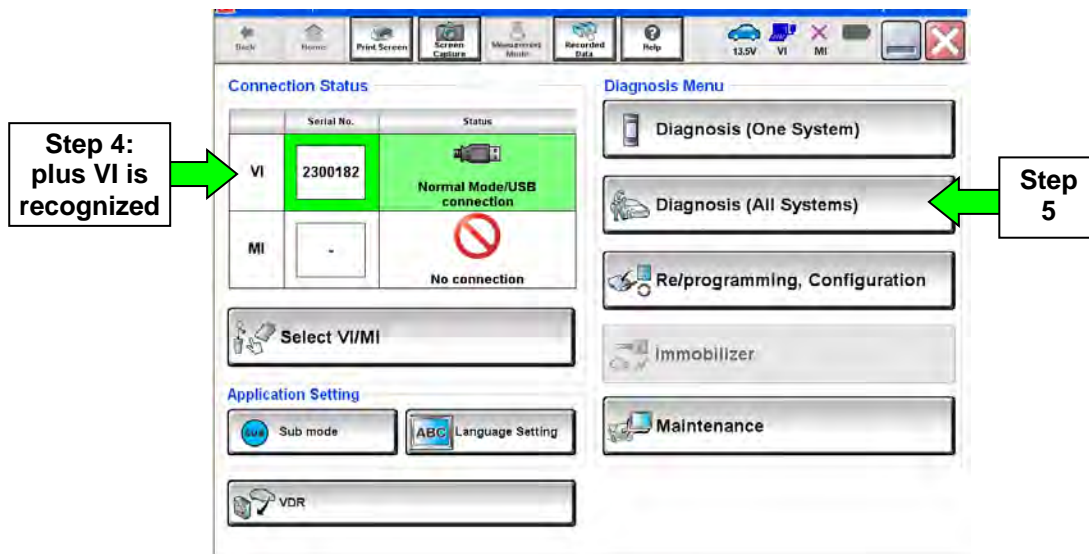 Back
Home
Print Screen
Screen
Capture
Measurement
Mode
Recorded
Data
Help
13.5V
VI
MI
Connection Status
Serial No.
Status
VI
2300182
Normal Mode/USB
connection
MI
-
No connection
Select VI/MI
Application Setting
SUB
Sub mode
ABC
Language Setting
VDR
Diagnosis Menu
Diagnosis (One System)
Diagnosis (All Systems)
Re/programming, Configuration
Immobilizer
Maintenance
Step 4:
plus VI is
recognized
Step
5